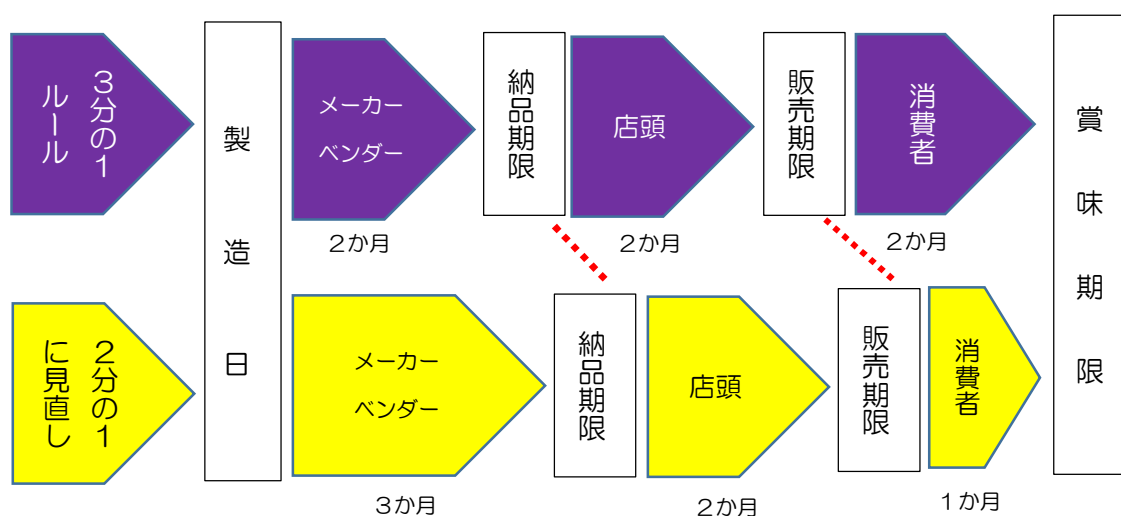 3分の1
ルール
製造日
メーカー
ベンダー
2か月
納品期限
店頭
2か月
販売期限
消費者
2か月
賞味期限
2分の1
に見直し
メーカー
ベンダー
3か月
納品期限
店頭
2か月
販売期限
消費者
1か月